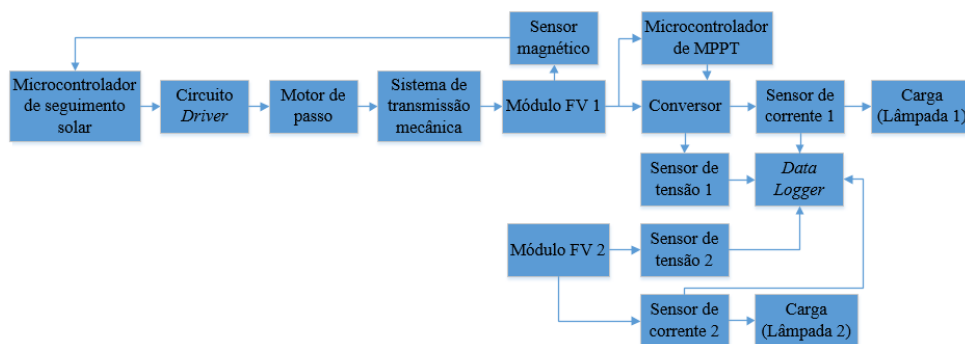 Sensor
magnético
Microcontrolador
de MPPT
Microcontrolador
de seguimento
solar
Circuito
Driver
Motor de
passo
Sistema de
transmissão
mecânica
Módulo FV 1
Conversor
Sensor de
corrente 1
Carga
(Lâmpada 1)
Sensor de
tensão 1
Data
Logger
Módulo FV 2
Sensor de
tensão 2
Sensor de
corrente 2
Carga
(Lâmpada 2)